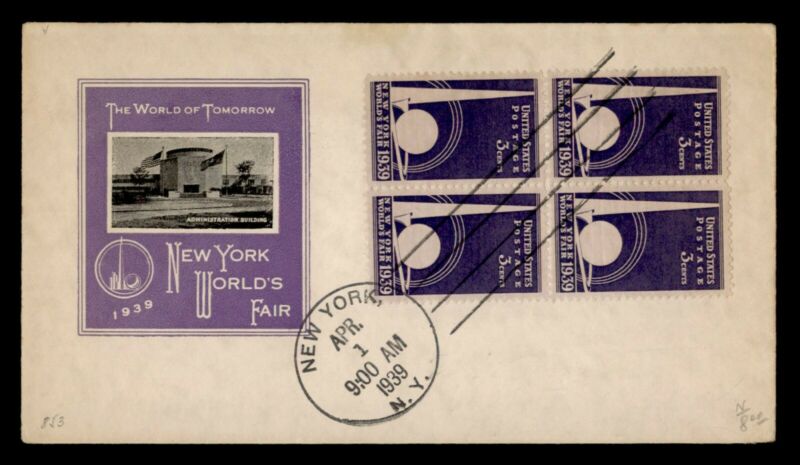 THE WORLD OF TOMORROW
ADMINISTRATION BUILDING
NEW YORK
WORLD'S
FAIR
1939
UNITED STATES
POSTAGE
3 CENTS
NEW YORK
WORLD'S FAIR 1939
UNITED STATES
POSTAGE
3 CENTS
NEW YORK
WORLD'S FAIR 1939
UNITED STATES
POSTAGE
3 CENTS
NEW YORK
WORLD'S FAIR 1939
UNITED STATES
POSTAGE
3 CENTS
NEW YORK
WORLD'S FAIR 1939
NEW YORK, N.Y.
APR.
1
9:00 AM
1939
853
N
8.00